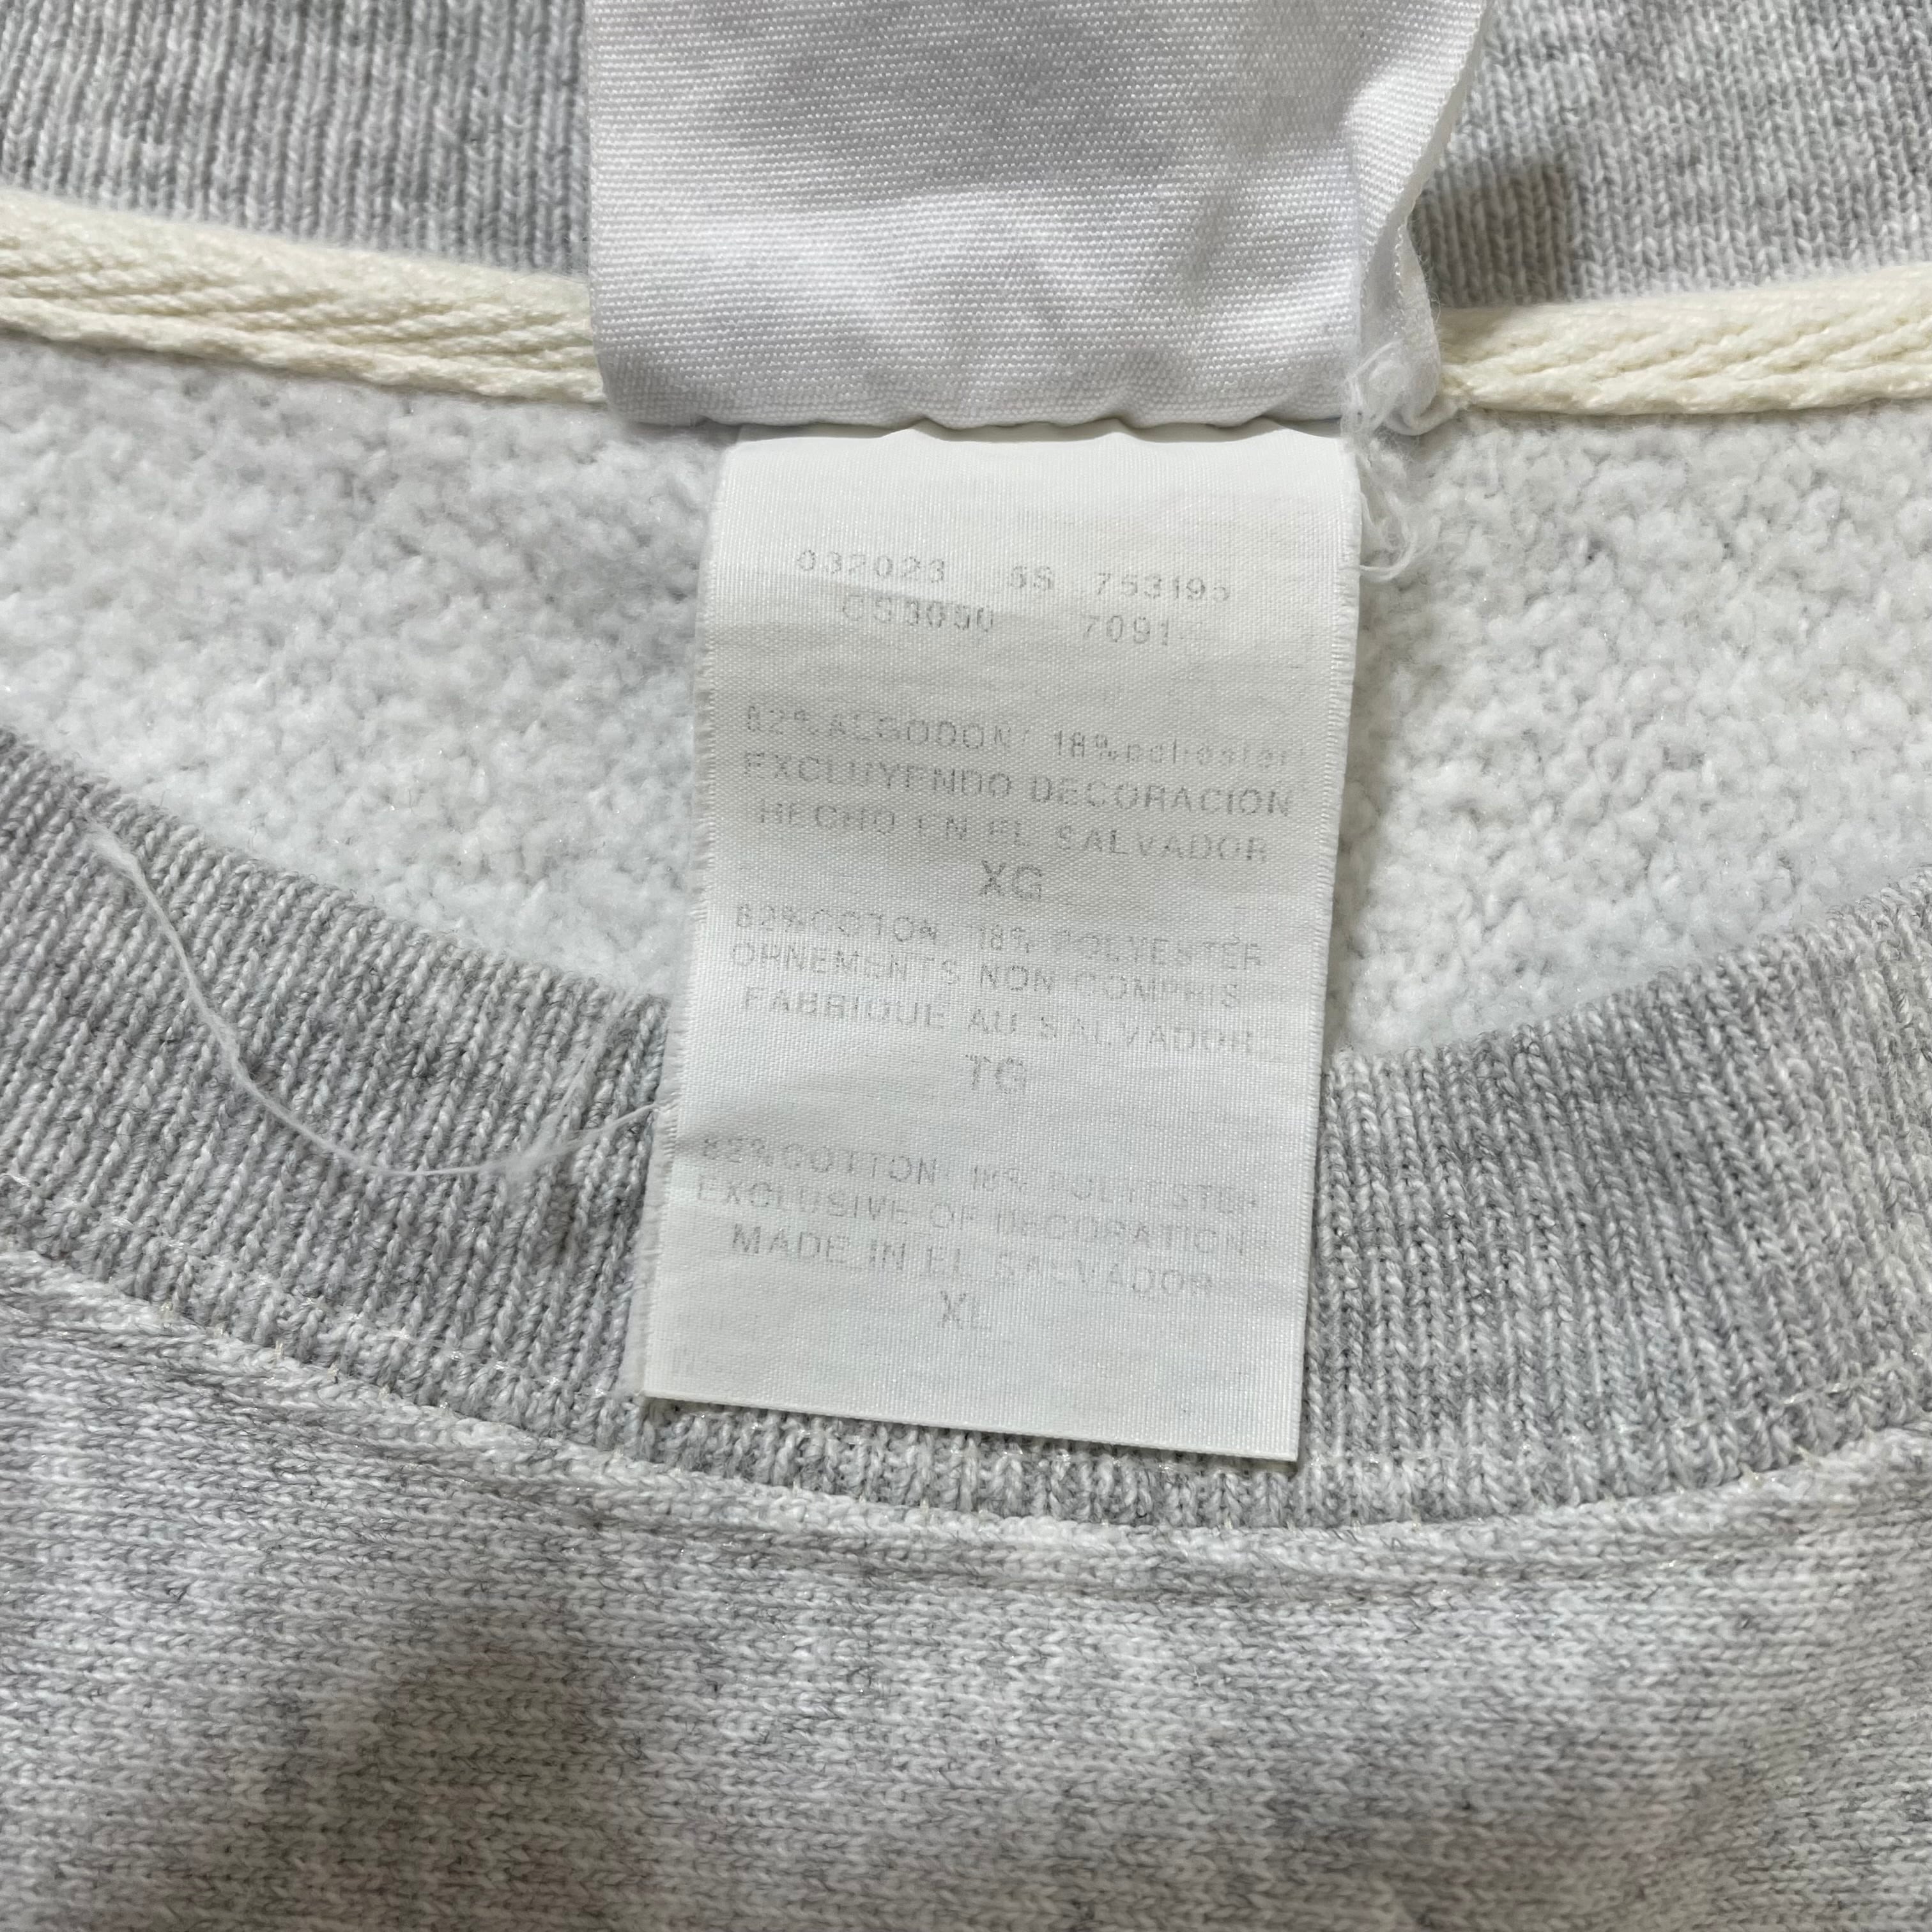 032023 SS 753195
CS3050 7091
82% ALGODON/ 18% poliester/
EXCLUYENDO DECORACION
HECHO EN EL SALVADOR
XG
82% COTON/ 18% POLYESTER
ORNEMENTS NON COMPRIS
FABRIQUE AU SALVADOR
TG
82% COTTON/ 18% POLYESTER
EXCLUSIVE OF DECORATION
MADE IN EL SALVADOR
XL